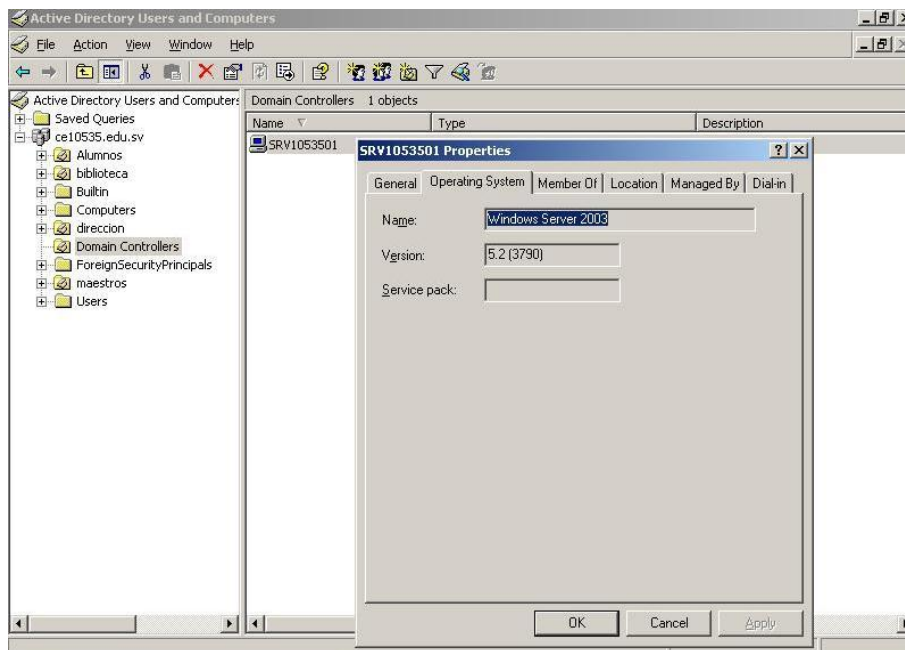 Active Directory Users and Computers
File Action View Window Help
Active Directory Users and Computers
Saved Queries
ce10535.edu.sv
Alumnos
biblioteca
Builtin
Computers
direccion
Domain Controllers
ForeignSecurityPrincipals
maestros
Users
Domain Controllers 1 objects
Name Type Description
SRV1053501
SRV1053501 Properties
General Operating System Member Of Location Managed By Dial-in
Name: Windows Server 2003
Version: 5.2 (3790)
Service pack:
OK Cancel Apply